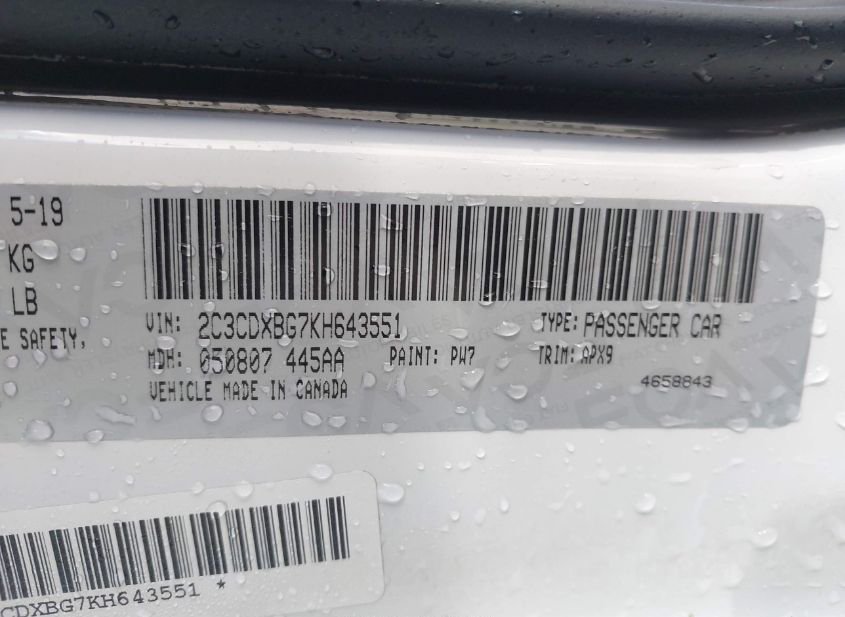 5-19
KG
LB
E SAFETY,
VIN: 2C3CDXBG7KH643551 TYPE: PASSENGER CAR
MDH: 050807 445AA PAINT: PW7 TRIM: APX9
VEHICLE MADE IN CANADA 4658843
CDXBG7KH643551 *